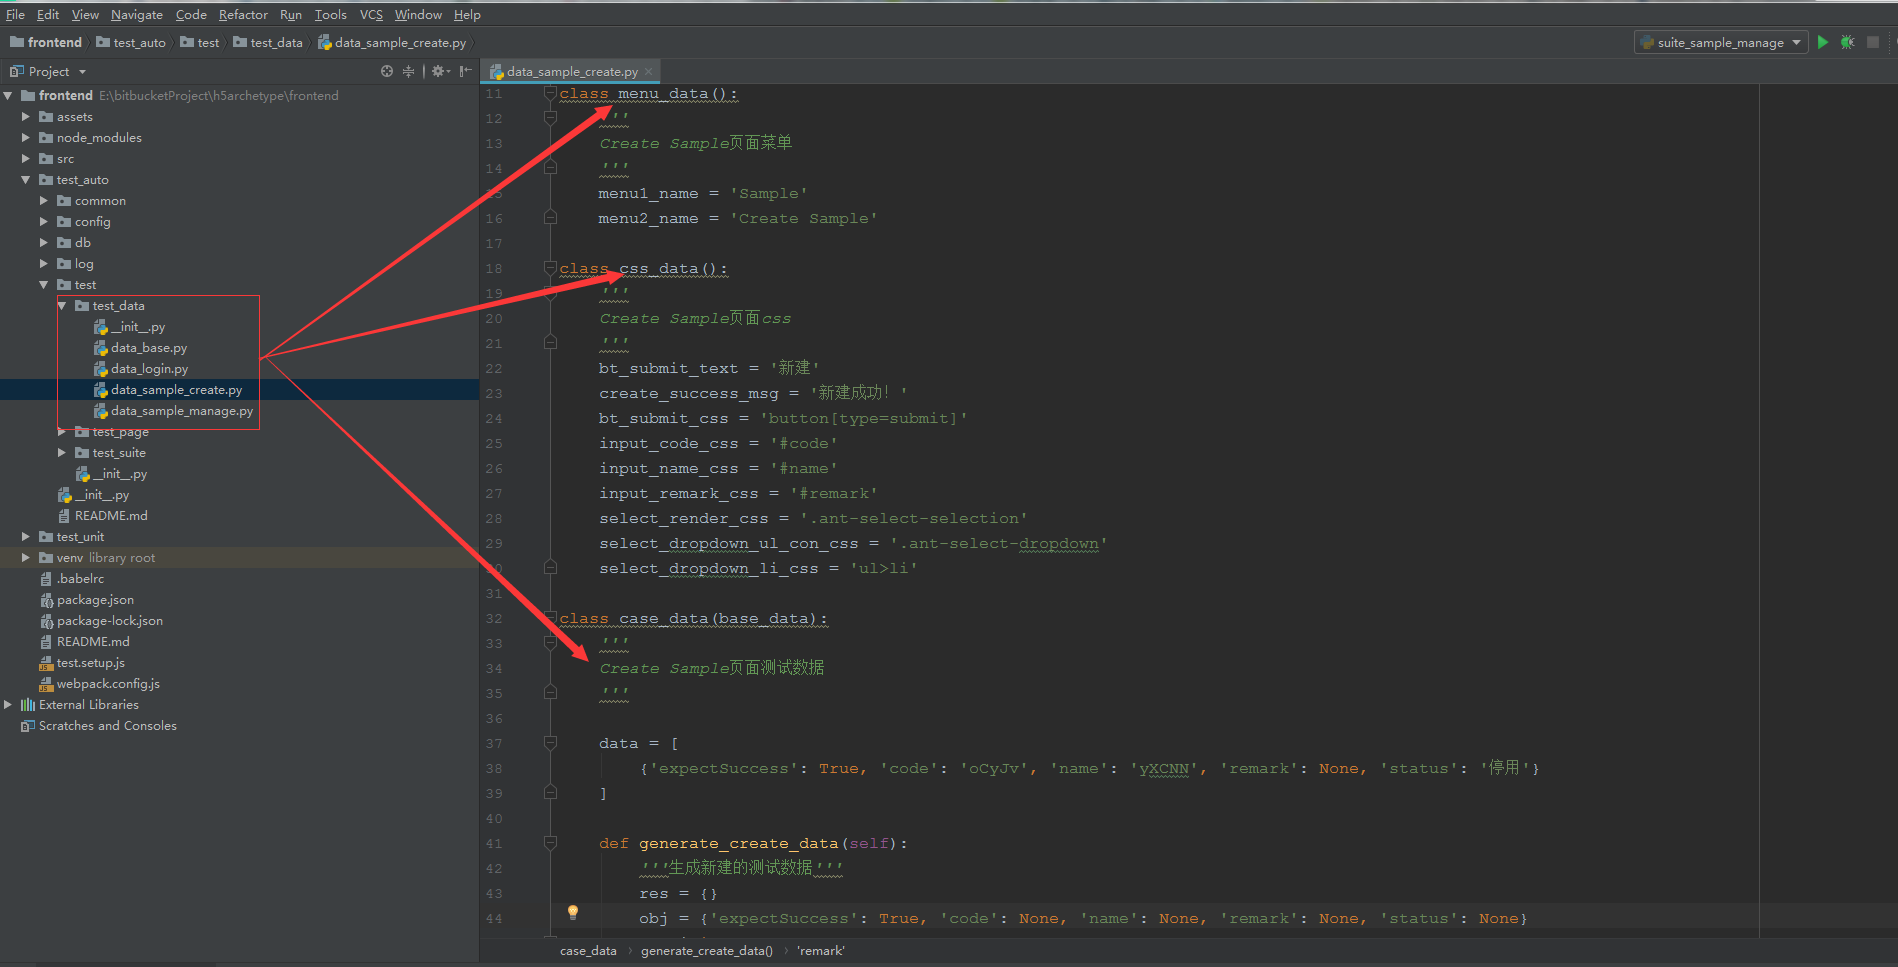 File Edit View Navigate Code Refactor Run Tools VCS Window Help
frontend test_auto test test_data data_sample_create.py suite_sample_manage
Project
data_sample_create.py
frontend E:\bitbucketProject\h5archetype\frontend
assets
node_modules
src
test_auto
common
config
db
log
test
test_data
__init__.py
data_base.py
data_login.py
data_sample_create.py
data_sample_manage.py
test_page
test_suite
__init__.py
__init__.py
README.md
test_unit
venv library root
.babelrc
package.json
package-lock.json
README.md
test.setup.js
webpack.config.js
External Libraries
Scratches and Consoles
11 class menu_data():
12 '''
13 Create Sample页面菜单
14 '''
15 menu1_name = 'Sample'
16 menu2_name = 'Create Sample'
17
18 class css_data():
19 '''
20 Create Sample页面css
21 '''
22 bt_submit_text = '新建'
23 create_success_msg = '新建成功！'
24 bt_submit_css = 'button[type=submit]'
25 input_code_css = '#code'
26 input_name_css = '#name'
27 input_remark_css = '#remark'
28 select_render_css = '.ant-select-selection'
29 select_dropdown_ul_con_css = '.ant-select-dropdown'
30 select_dropdown_li_css = 'ul>li'
31
32 class case_data(base_data):
33 '''
34 Create Sample页面测试数据
35 '''
36
37 data = [
38 {'expectSuccess': True, 'code': 'oCyJv', 'name': 'yXCNN', 'remark': None, 'status': '停用'}
39 ]
40
41 def generate_create_data(self):
42 '''生成新建的测试数据'''
43 res = {}
44 obj = {'expectSuccess': True, 'code': None, 'name': None, 'remark': None, 'status': None}
case_data generate_create_data() 'remark'